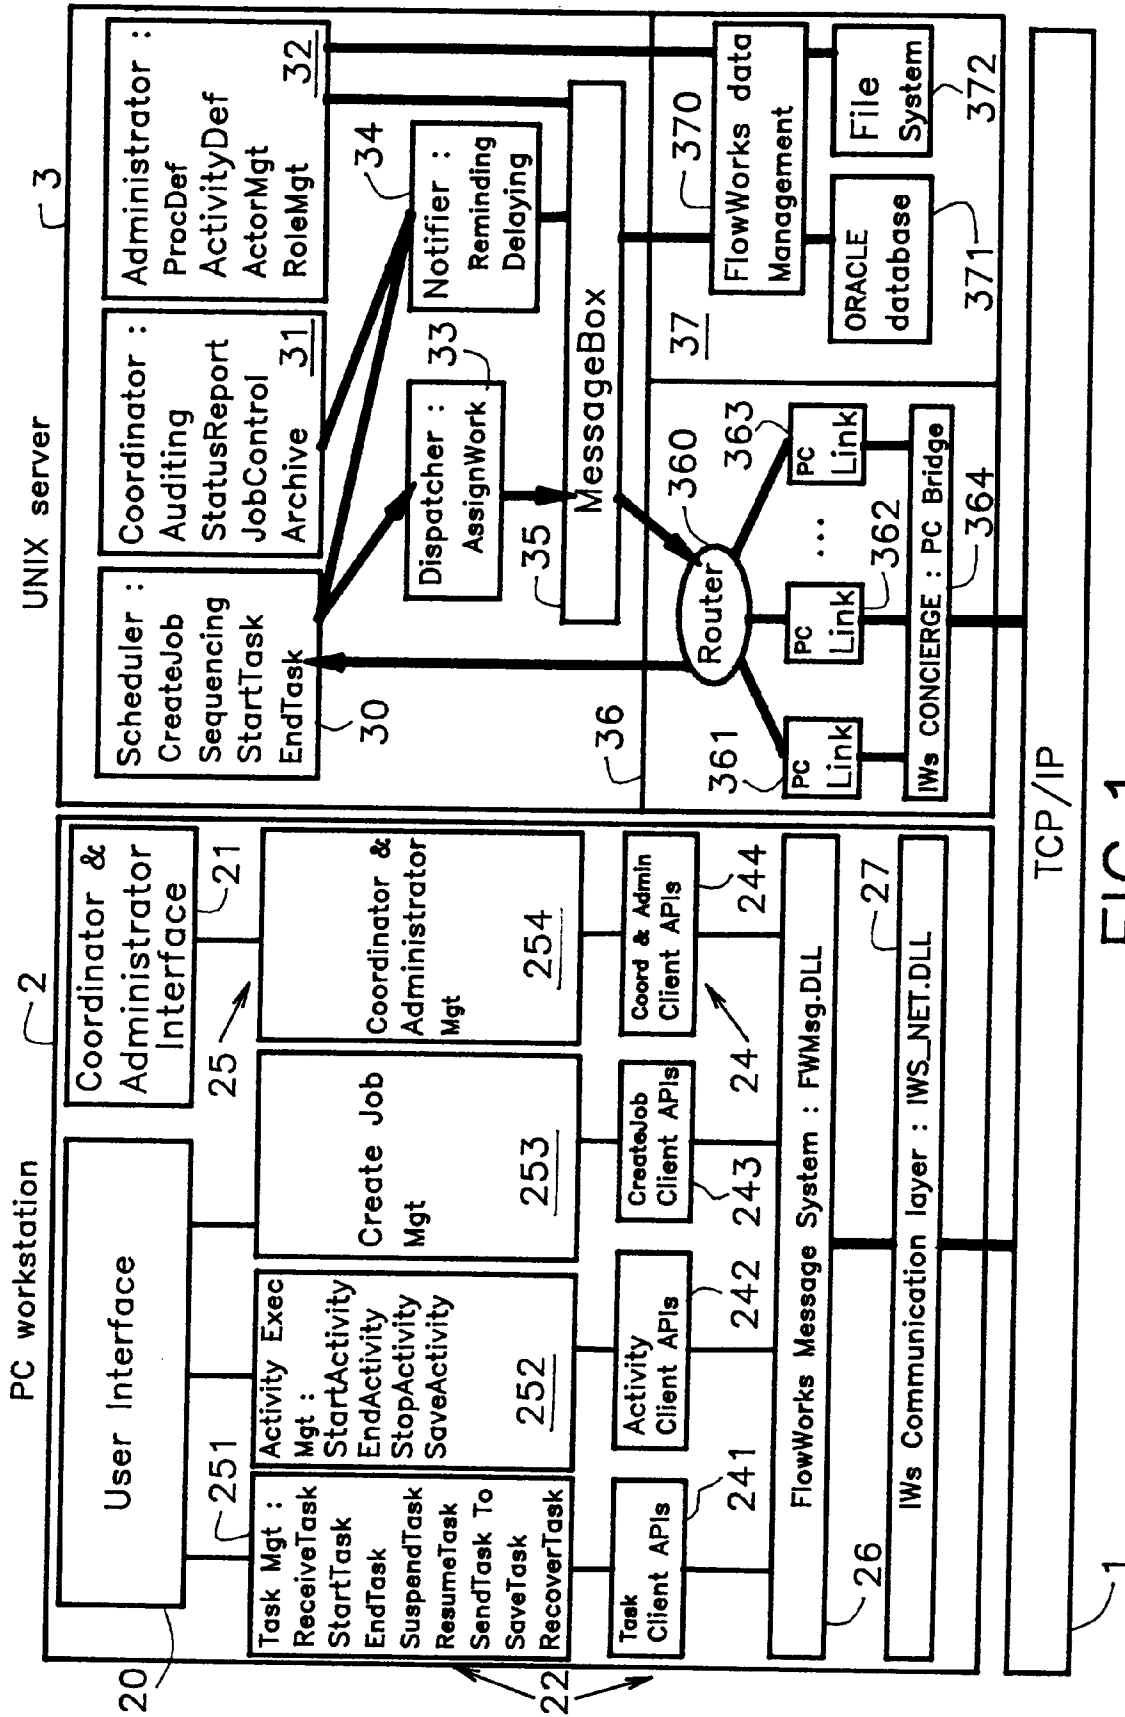 PC workstation
2
UNIX server
3
User Interface
20
Coordinator &
Administrator
Interface
21
25
251
Task Mgt :
ReceiveTask
StartTask
EndTask
SuspendTask
ResumeTask
SendTask To
SaveTask
RecoverTask
Activity Exec
Mgt :
StartActivity
EndActivity
StopActivity
SaveActivity
252
Create Job
Mgt
253
Coordinator &
Administrator
Mgt
254
22
Task
Client APIs
241
Activity
Client APIs
242
CreateJob
Client APIs
243
Coord & Admin
Client APIs
244
24
FlowWorks Message System : FWMsg.DLL
26
IWs Communication layer : IWS_NET.DLL
27
Scheduler :
CreateJob
Sequencing
StartTask
EndTask
30
Coordinator :
Auditing
StatusReport
JobControl
Archive
31
Administrator :
ProcDef
ActivityDef
ActorMgt
RoleMgt
32
Dispatcher :
AssignWork
33
Notifier :
Reminding
Delaying
34
MessageBox
35
36
Router
360
PC
Link
361
PC
Link
362
...
PC
Link
363
IWs CONCIERGE : PC Bridge
364
37
FlowWorks data
Management
370
ORACLE
database
371
File
System
372
TCP/IP
1
FIG. 1